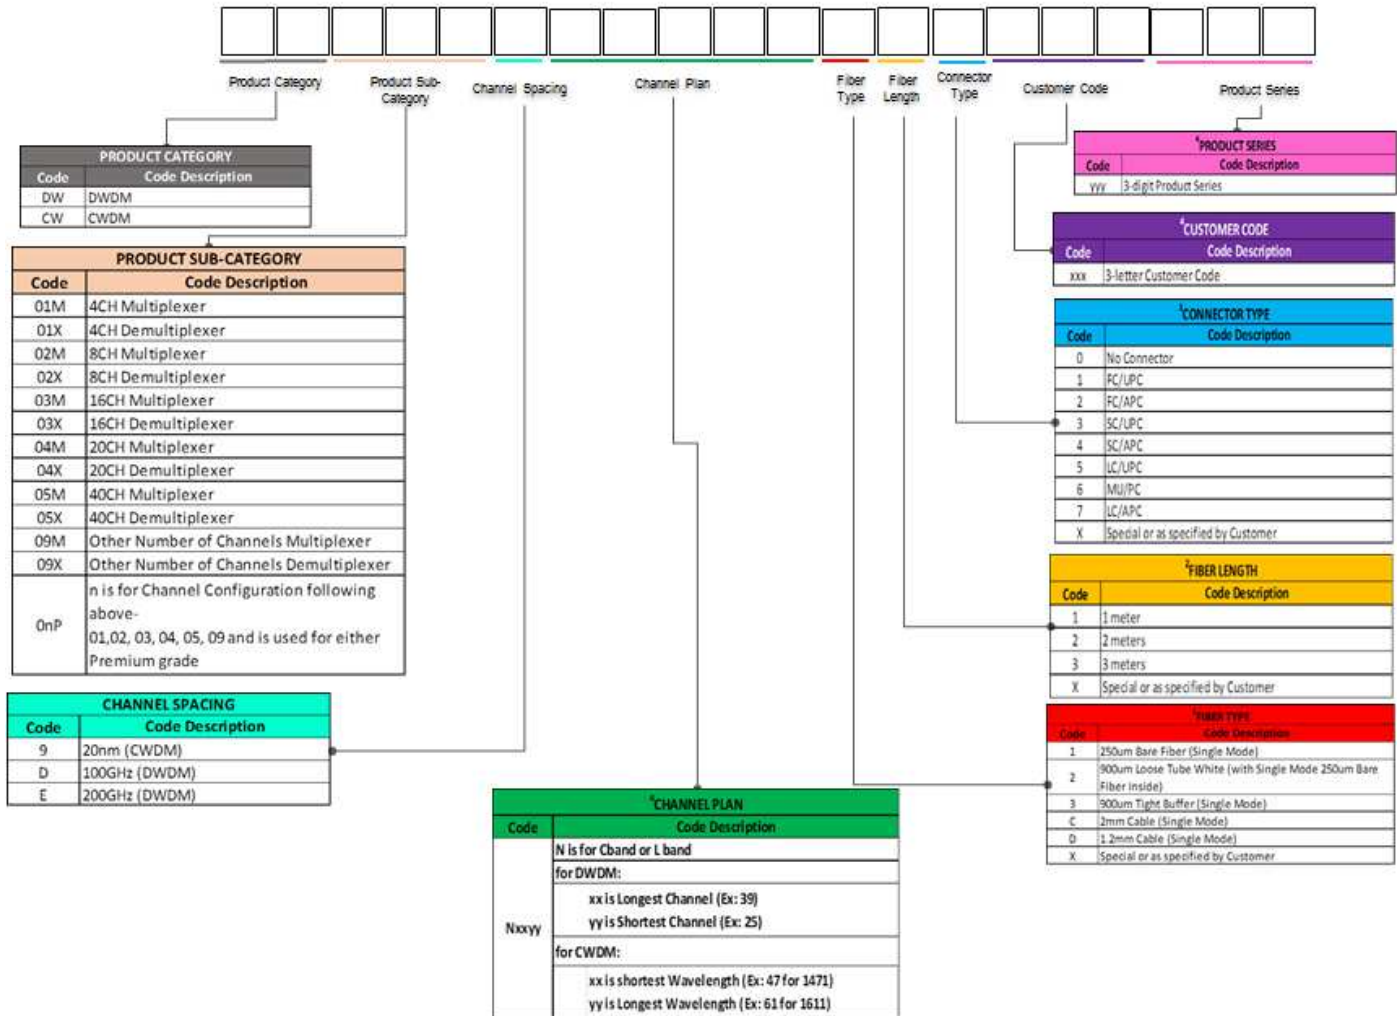 Product Category
Product Sub-
Category
Channel Spacing
Channel Plan
Fiber
Type
Fiber
Length
Connector
Type
Customer Code
Product Series
PRODUCT CATEGORY
Code Code Description
DW DWDM
CW CWDM
PRODUCT SUB-CATEGORY
Code Code Description
01M 4CH Multiplexer
01X 4CH Demultiplexer
02M 8CH Multiplexer
02X 8CH Demultiplexer
03M 16CH Multiplexer
03X 16CH Demultiplexer
04M 20CH Multiplexer
04X 20CH Demultiplexer
05M 40CH Multiplexer
05X 40CH Demultiplexer
09M Other Number of Channels Multiplexer
09X Other Number of Channels Demultiplexer
0nP n is for Channel Configuration following
above-
01,02, 03, 04, 05, 09 and is used for either
Premium grade
CHANNEL SPACING
Code Code Description
9 20nm (CWDM)
D 100GHz (DWDM)
E 200GHz (DWDM)
CHANNEL PLAN
Code Code Description
Nxxyy
N is for Cband or L band
for DWDM:
xx is Longest Channel (Ex: 39)
yy is Shortest Channel (Ex: 25)
for CWDM:
xx is shortest Wavelength (Ex: 47 for 1471)
yy is Longest Wavelength (Ex: 61 for 1611)
PRODUCT SERIES
Code Code Description
yyy 3-digit Product Series
CUSTOMER CODE
Code Code Description
xxx 3-letter Customer Code
CONNECTOR TYPE
Code Code Description
0 No Connector
1 FC/UPC
2 FC/APC
3 SC/UPC
4 SC/APC
5 LC/UPC
6 MU/PC
7 LC/APC
X Special or as specified by Customer
2FIBER LENGTH
Code Code Description
1 1 meter
2 2 meters
3 3 meters
X Special or as specified by Customer
FIBER TYPE
Code Code Description
1 250um Bare Fiber (Single Mode)
2 900um Loose Tube White (with Single Mode 250um Bare
Fiber Inside)
3 900um Tight Buffer (Single Mode)
C 2mm Cable (Single Mode)
D 1.2mm Cable (Single Mode)
X Special or as specified by Customer